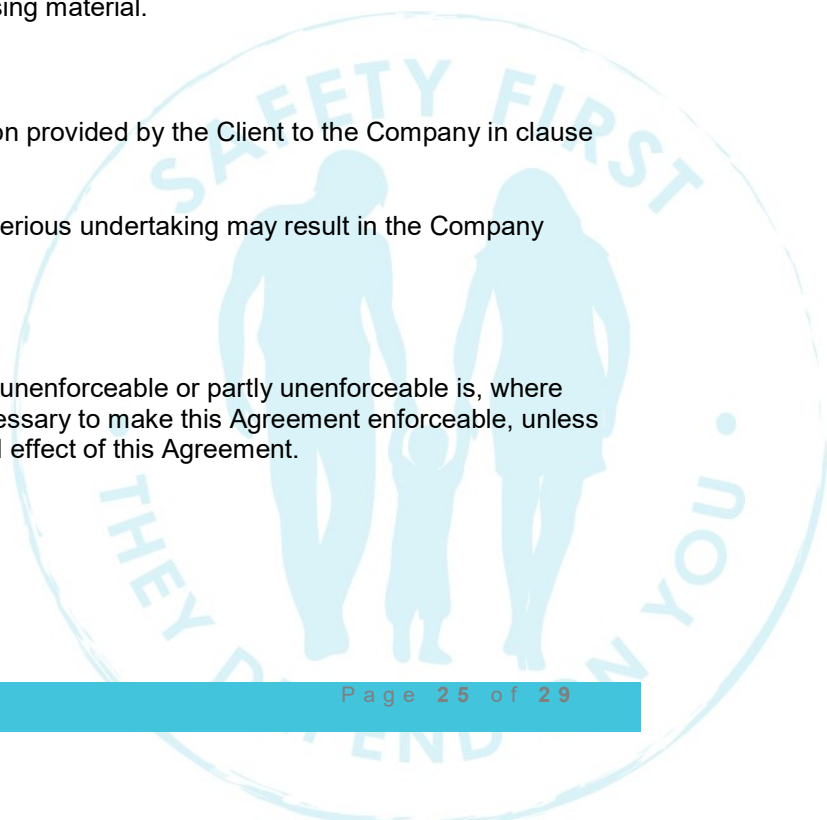 sing material.
SAFETY FIRST
on provided by the Client to the Company in clause
erious undertaking may result in the Company
unenforceable or partly unenforceable is, where
essary to make this Agreement enforceable, unless
l effect of this Agreement.
THEY DEPEND ON YOU
Page 25 of 29